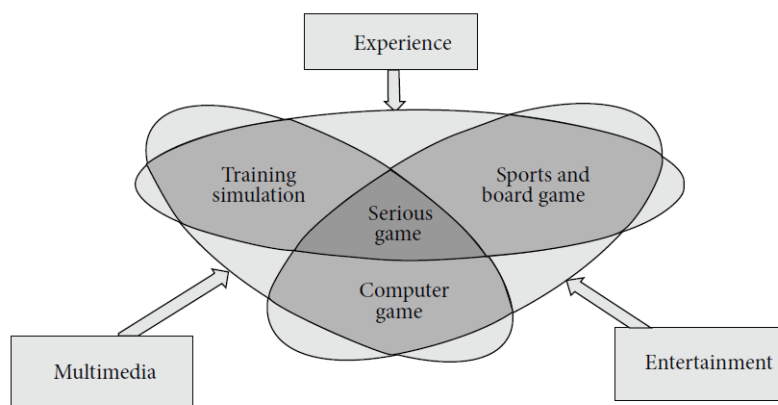 Experience
Training
simulation
Sports and
board game
Serious
game
Computer
game
Multimedia
Entertainment